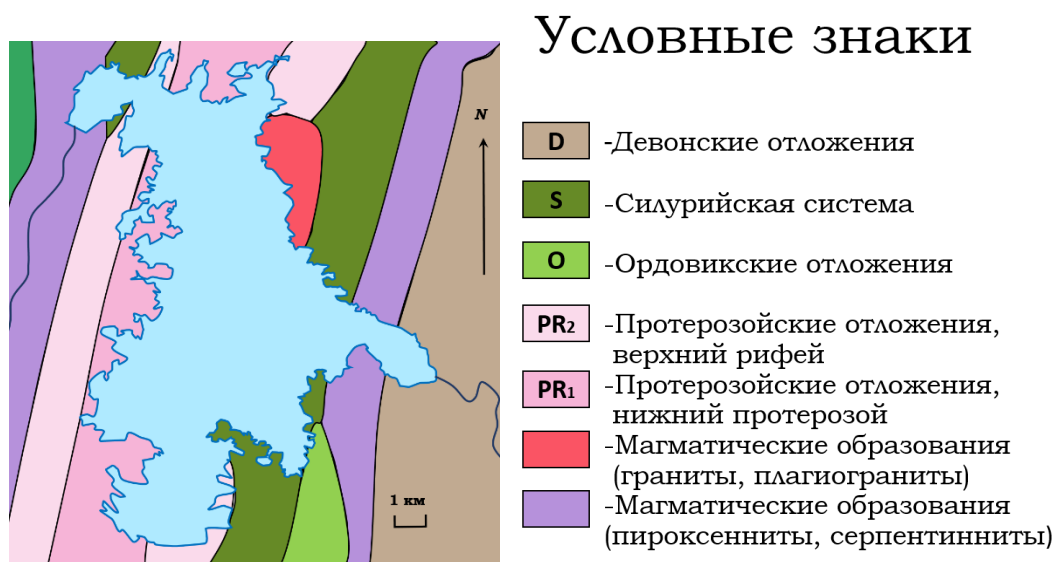 Условные знаки
N
D -Девонские отложения
S -Силурийская система
O -Ордовикские отложения
PR2 -Протерозойские отложения,
верхний рифей
PR1 -Протерозойские отложения,
нижний протерозой
-Магматические образования
(граниты, плагиограниты)
-Магматические образования
(пироксенниты, серпентинниты)
1 км